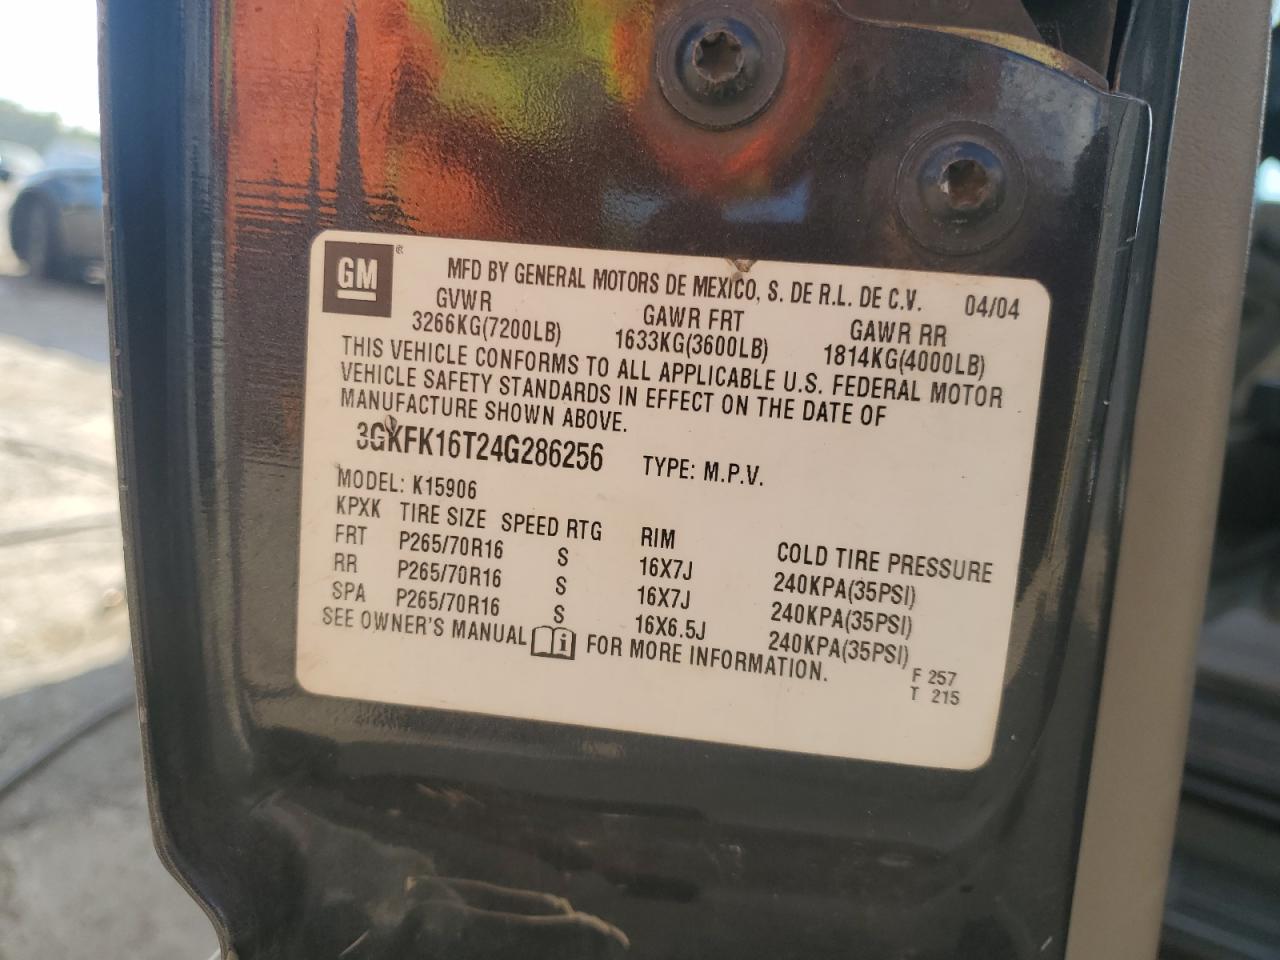 GM ® MFD BY GENERAL MOTORS DE MEXICO, S. DE R.L. DE C.V. 04/04
GVWR GAWR FRT GAWR RR
3266KG(7200LB) 1633KG(3600LB) 1814KG(4000LB)
THIS VEHICLE CONFORMS TO ALL APPLICABLE U.S. FEDERAL MOTOR
VEHICLE SAFETY STANDARDS IN EFFECT ON THE DATE OF
MANUFACTURE SHOWN ABOVE.
3GKFK16T24G286256 TYPE: M.P.V.
MODEL: K15906
KPXK TIRE SIZE SPEED RTG RIM COLD TIRE PRESSURE
FRT P265/70R16 S 16X7J 240KPA(35PSI)
RR P265/70R16 S 16X7J 240KPA(35PSI)
SPA P265/70R16 S 16X6.5J 240KPA(35PSI)
SEE OWNER'S MANUAL i FOR MORE INFORMATION.
F 257
T 215